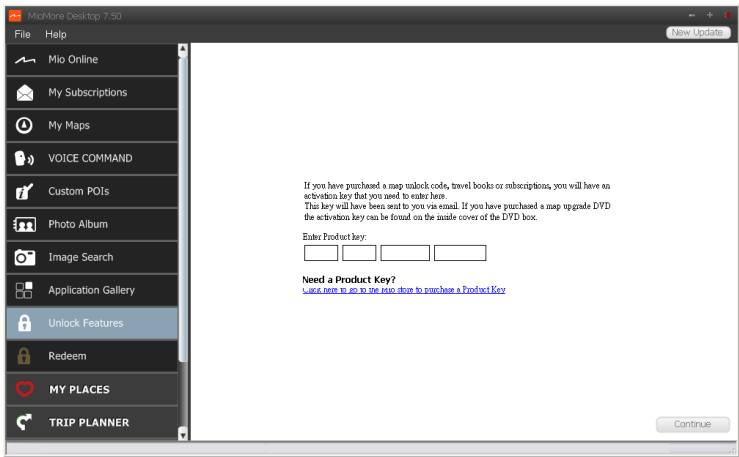 MioMore Desktop 7.50
File Help
New Update
Mio Online
My Subscriptions
My Maps
VOICE COMMAND
Custom POIs
Photo Album
Image Search
Application Gallery
Unlock Features
Redeem
MY PLACES
TRIP PLANNER
If you have purchased a map unlock code, travel books or subscriptions, you will have an
activation key that you need to enter here.
This key will have been sent to you via email. If you have purchased a map upgrade DVD
the activation key can be found on the inside cover of the DVD box.
Enter Product key:
Need a Product Key?
Click here to go to the Mio store to purchase a Product Key
Continue